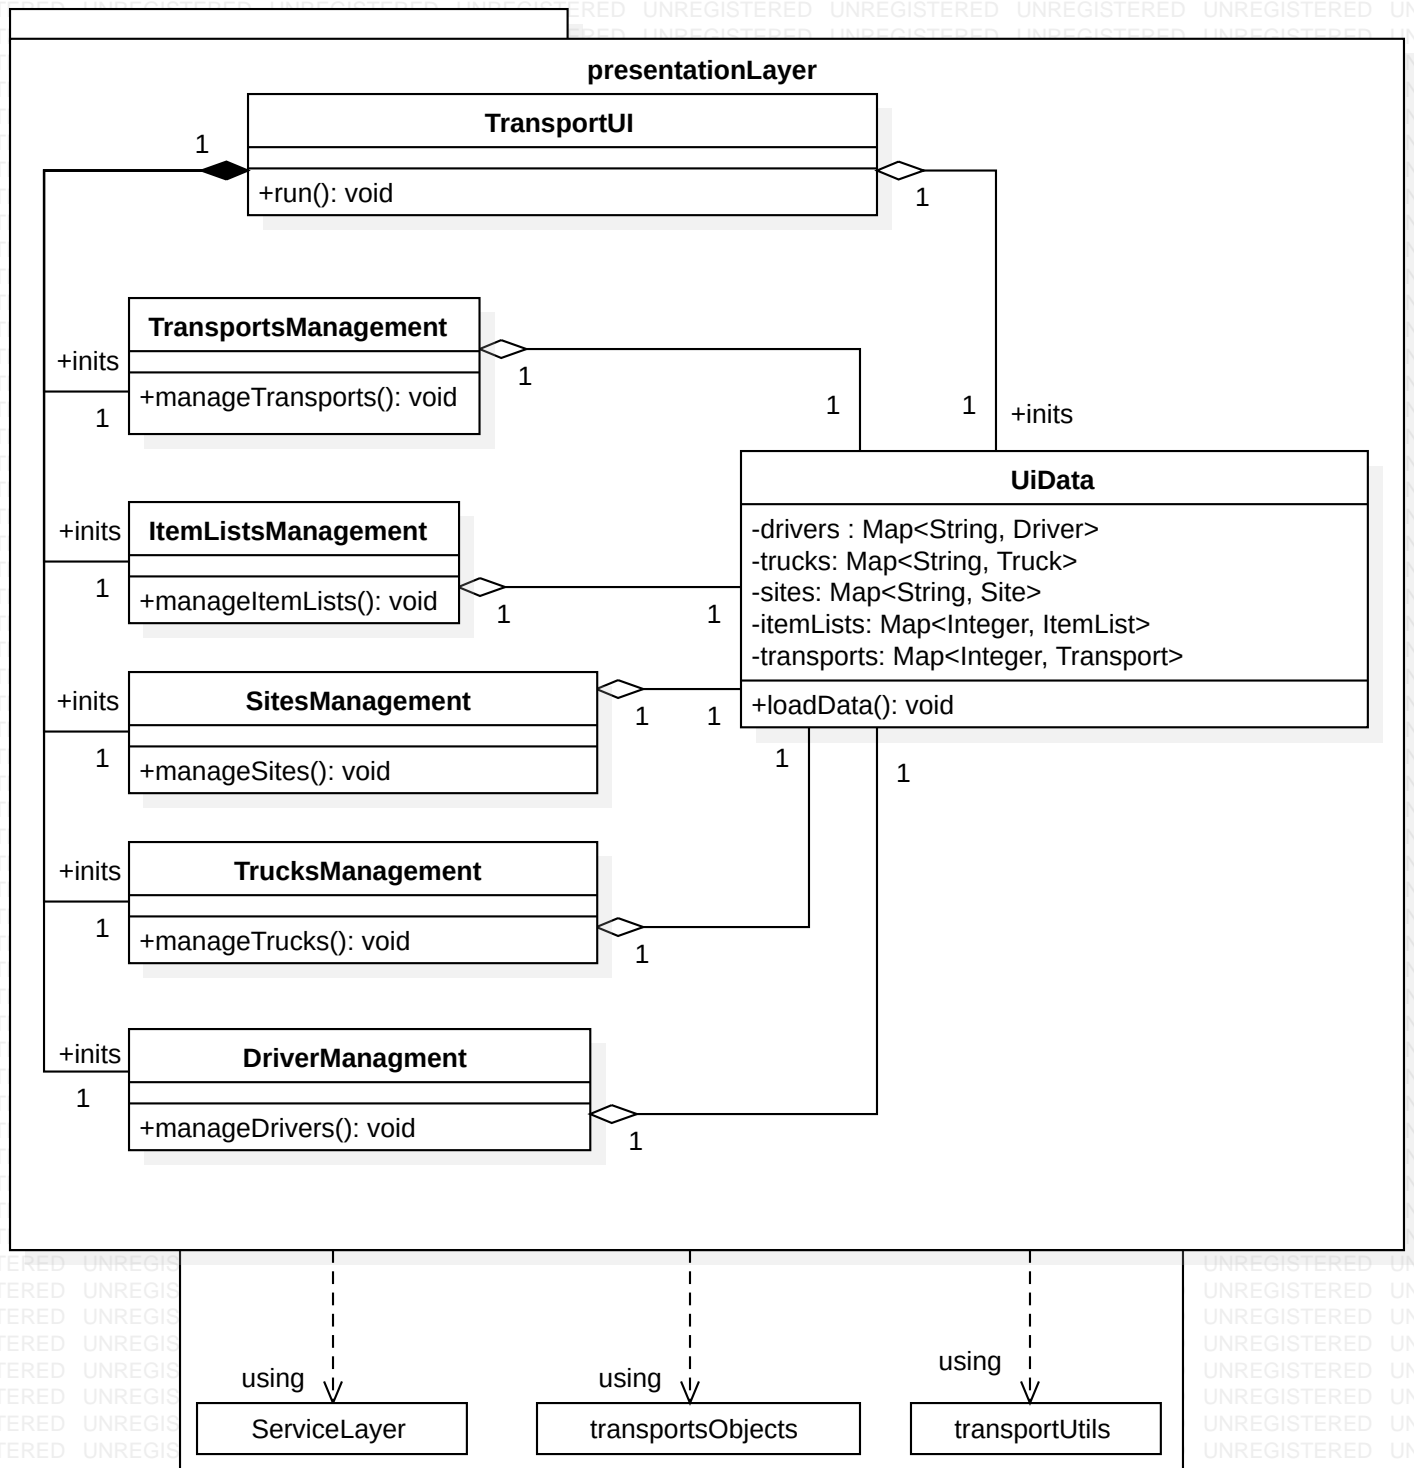 presentationLayer
TransportUI
+run(): void
1
1
TransportsManagement
+manageTransports(): void
+inits
1
1
1
1
+inits
UiData
-drivers : Map<String, Driver>
-trucks: Map<String, Truck>
-sites: Map<String, Site>
-itemLists: Map<Integer, ItemList>
-transports: Map<Integer, Transport>
+loadData(): void
ItemListsManagement
+manageItemLists(): void
+inits
1
1
1
SitesManagement
+manageSites(): void
+inits
1
1
1
1
1
TrucksManagement
+manageTrucks(): void
+inits
1
1
DriverManagment
+manageDrivers(): void
+inits
1
1
using
using
using
ServiceLayer
transportsObjects
transportUtils
UNREGISTERED